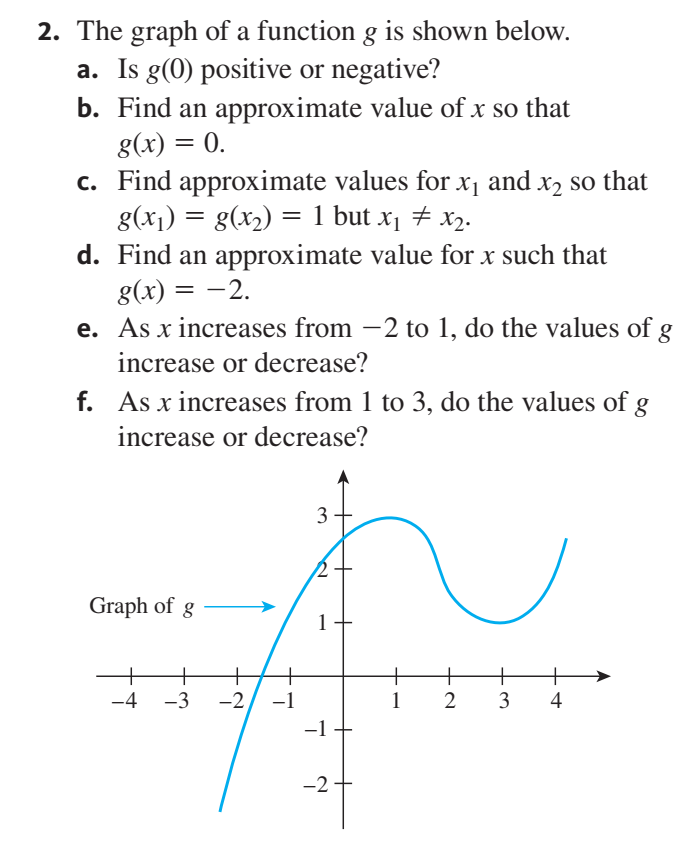 2. The graph of a function g is shown below.
a. Is g(0) positive or negative?
b. Find an approximate value of x so that
g(x) = 0.
c. Find approximate values for x₁ and x₂ so that
g(x₁) = g(x₂) = 1 but x₁ ≠ x₂.
d. Find an approximate value for x such that
g(x) = −2.
e. As x increases from −2 to 1, do the values of g
increase or decrease?
f. As x increases from 1 to 3, do the values of g
increase or decrease?
3
2
Graph of g
1
−4 −3 −2 −1 1 2 3 4
−1
−2